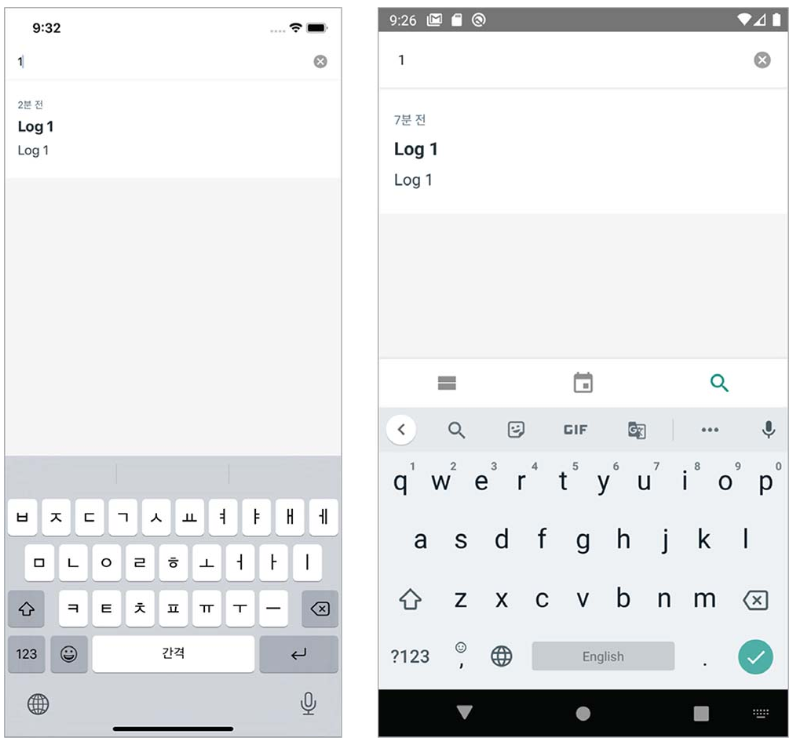 9:32
1
2분 전
Log 1
Log 1
ㅂ ㅈ ㄷ ㄱ ㅅ ㅛ ㅕ ㅑ ㅐ ㅔ
ㅁ ㄴ ㅇ ㄹ ㅎ ㅗ ㅓ ㅏ ㅣ
ㅋ ㅌ ㅊ ㅍ ㅠ ㅜ ㅡ
123 간격
9:26
1
7분 전
Log 1
Log 1
GIF G
1 2 3 4 5 6 7 8 9 0
q w e r t y u i o p
a s d f g h j k l
z x c v b n m
?123 , English .